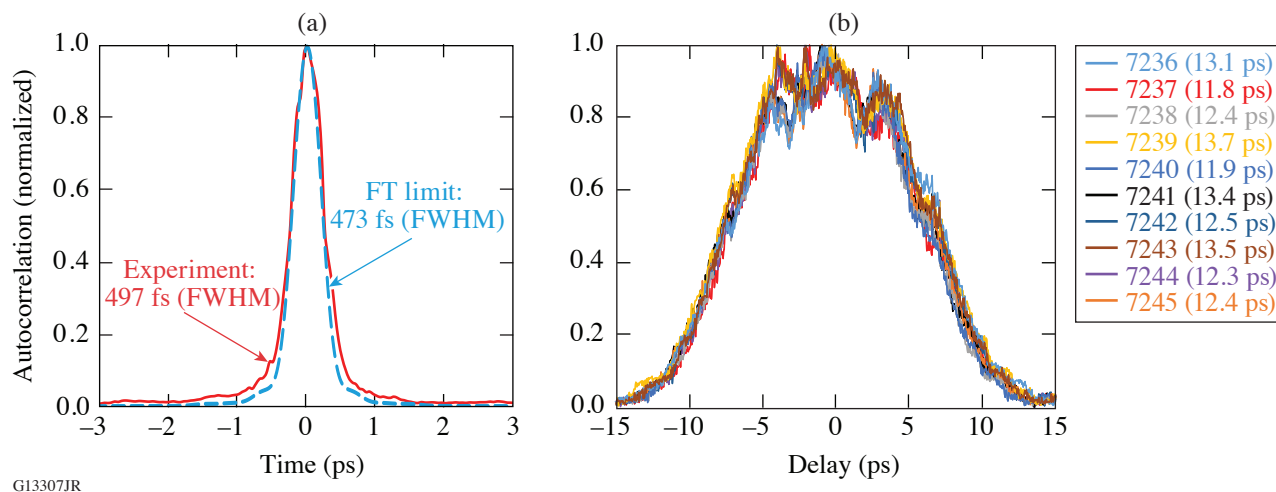 (a)
Autocorrelation (normalized)
1.0
0.8
0.6
0.4
0.2
0.0
–3
–2
–1
0
1
2
3
Time (ps)
Experiment:
497 fs (FWHM)
FT limit:
473 fs (FWHM)
(b)
1.0
0.8
0.6
0.4
0.2
0.0
–15
–10
–5
0
5
10
15
Delay (ps)
7236 (13.1 ps)
7237 (11.8 ps)
7238 (12.4 ps)
7239 (13.7 ps)
7240 (11.9 ps)
7241 (13.4 ps)
7242 (12.5 ps)
7243 (13.5 ps)
7244 (12.3 ps)
7245 (12.4 ps)
G13307JR